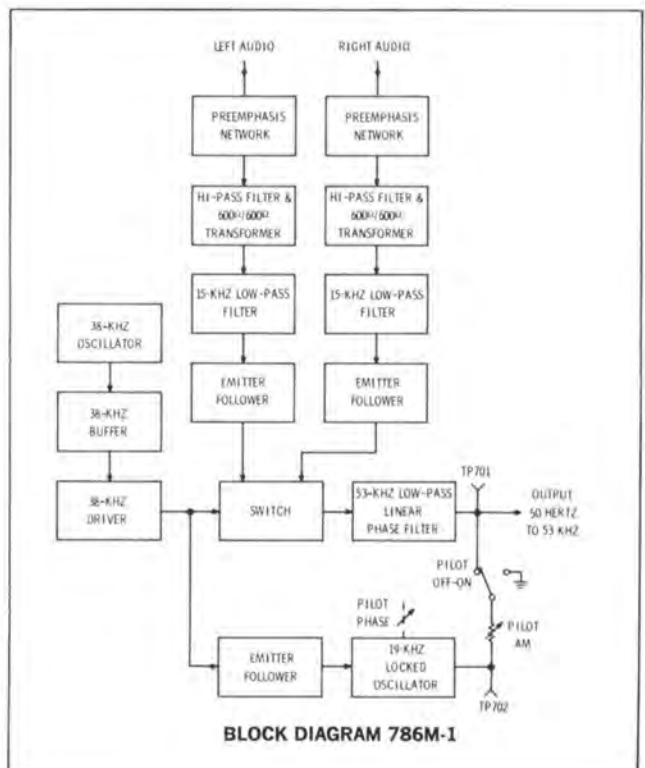 LEFT AUDIO
RIGHT AUDIO
PREEMPHASIS
NETWORK
PREEMPHASIS
NETWORK
HI-PASS FILTER &
600Ω/600Ω
TRANSFORMER
HI-PASS FILTER &
600Ω/600Ω
TRANSFORMER
15-KHZ LOW-PASS
FILTER
15-KHZ LOW-PASS
FILTER
38-KHZ
OSCILLATOR
EMITTER
FOLLOWER
EMITTER
FOLLOWER
38-KHZ
BUFFER
38-KHZ
DRIVER
SWITCH
53-KHZ LOW-PASS
LINEAR
PHASE FILTER
TP701
OUTPUT
50 HERTZ
TO 53 KHZ
PILOT
OFF-ON
PILOT
PHASE
PILOT
AM
EMITTER
FOLLOWER
19-KHZ
LOCKED
OSCILLATOR
TP702
BLOCK DIAGRAM 786M-1